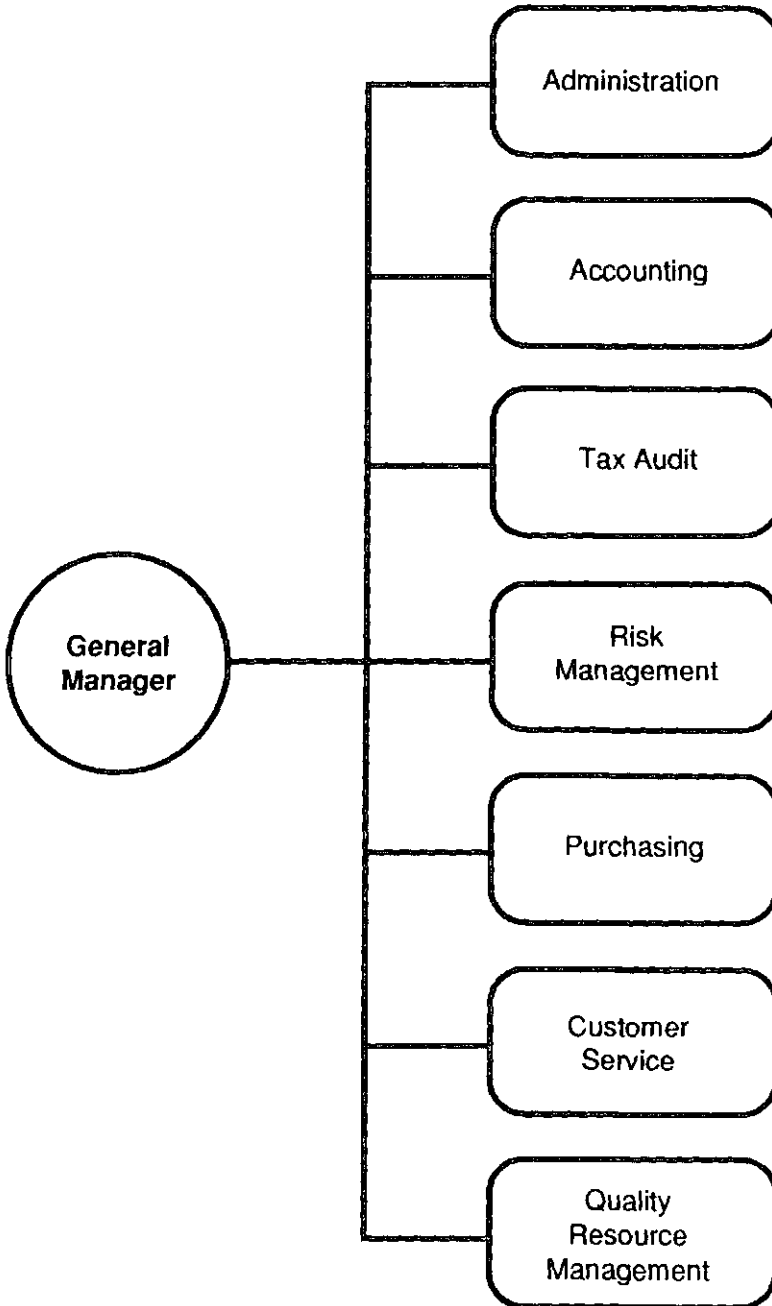 Administration
Accounting
Tax Audit
General
Manager
Risk
Management
Purchasing
Customer
Service
Quality
Resource
Management